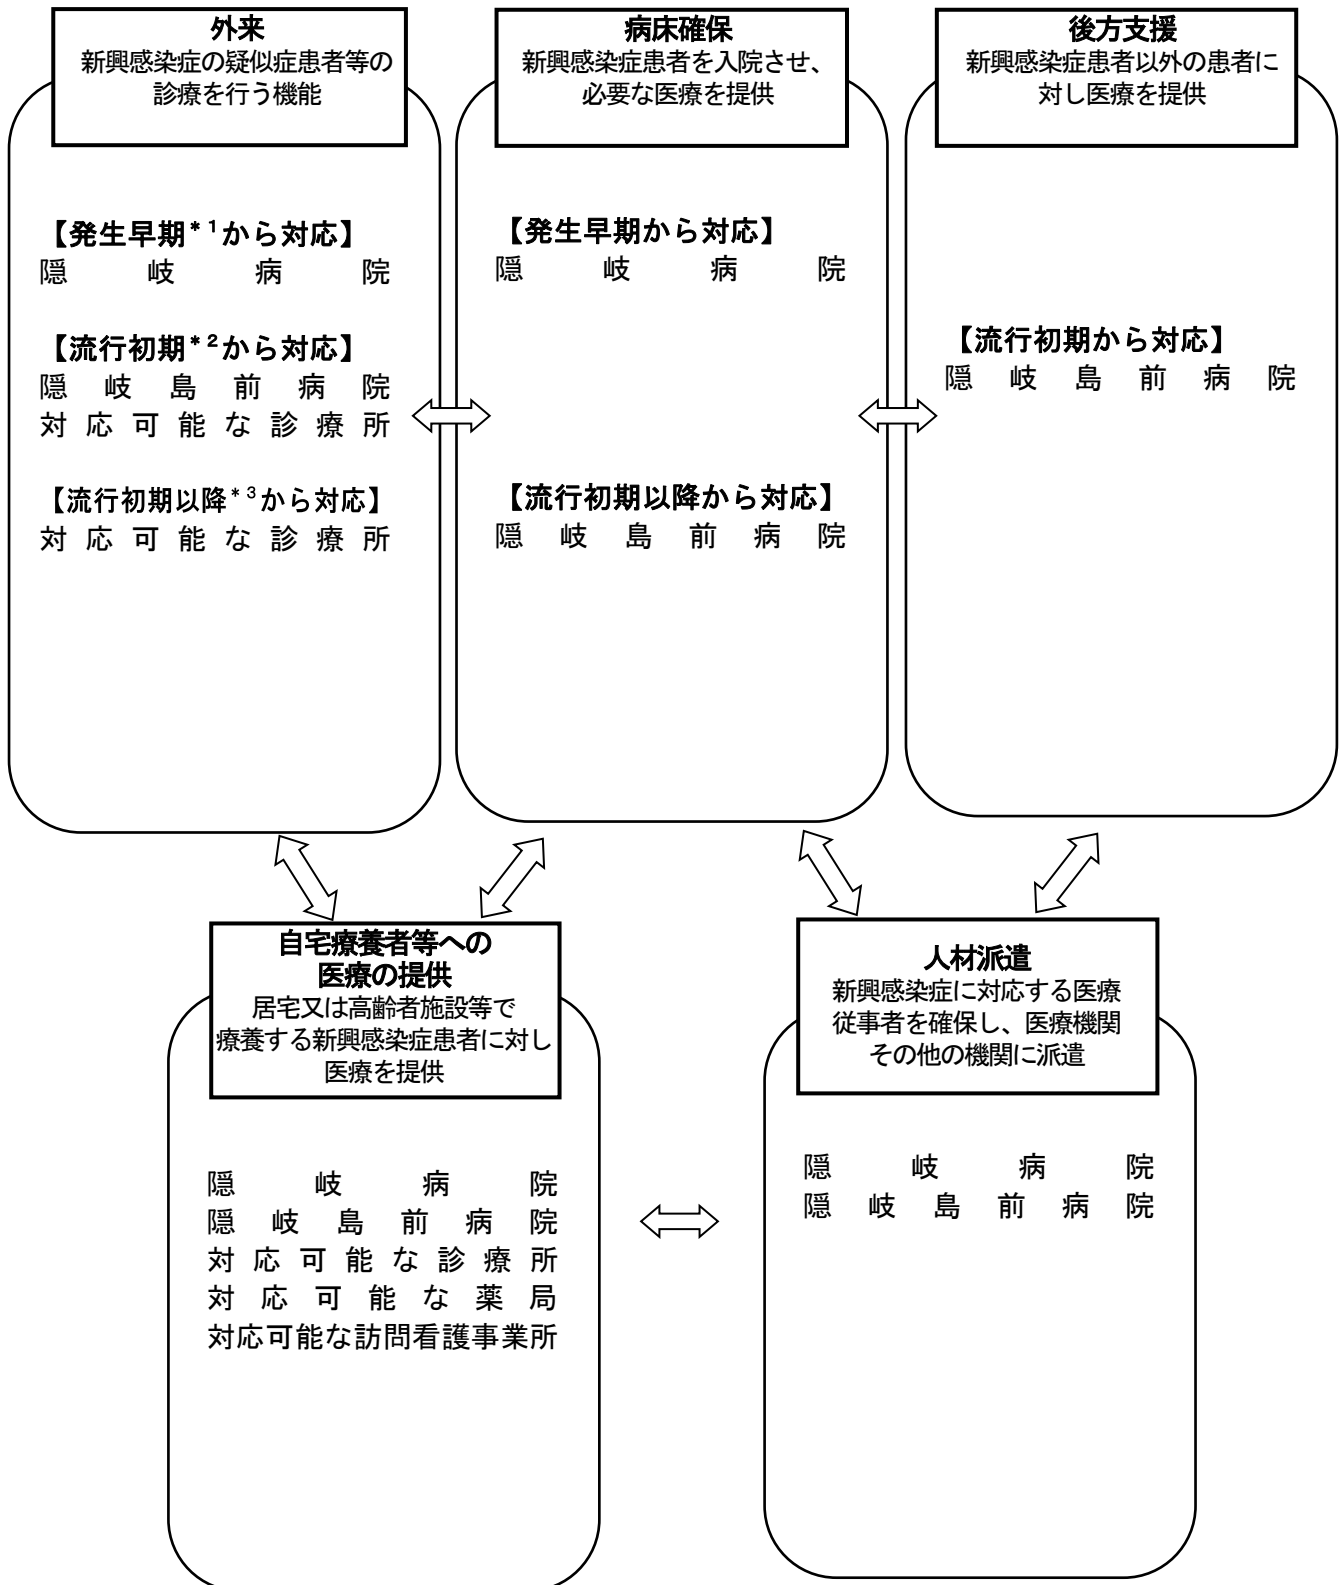 外来
新興感染症の疑似症患者等の
診療を行う機能
【発生早期*1から対応】
隠岐病院
【流行初期*2から対応】
隠岐島前病院
対応可能な診療所
【流行初期以降*3から対応】
対応可能な診療所
病床確保
新興感染症患者を入院させ、
必要な医療を提供
【発生早期から対応】
隠岐病院
【流行初期以降から対応】
隠岐島前病院
後方支援
新興感染症患者以外の患者に
対し医療を提供
【流行初期から対応】
隠岐島前病院
自宅療養者等への
医療の提供
居宅又は高齢者施設等で
療養する新興感染症患者に対し
医療を提供
隠岐病院
隠岐島前病院
対応可能な診療所
対応可能な薬局
対応可能な訪問看護事業所
人材派遣
新興感染症に対応する医療
従事者を確保し、医療機関
その他の機関に派遣
隠岐病院
隠岐島前病院